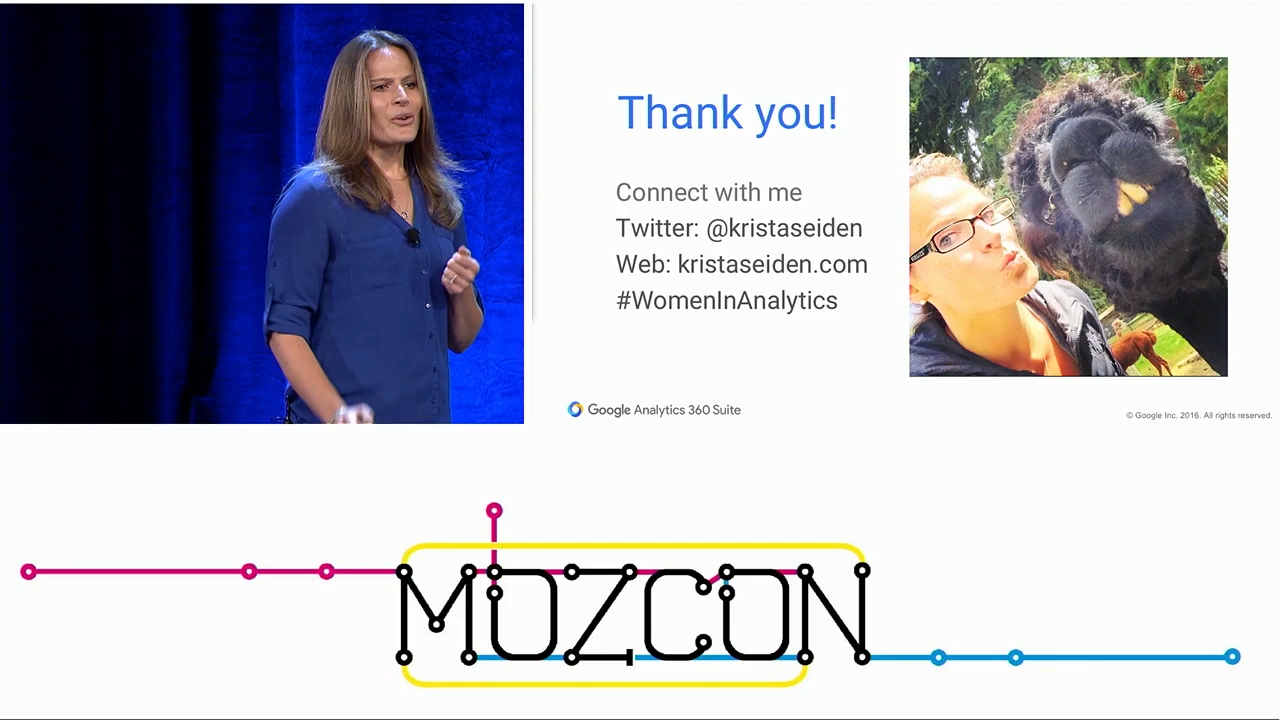 Thank you!
Connect with me
Twitter: @kristaseiden
Web: kristaseiden.com
#WomenInAnalytics
Google Analytics 360 Suite
© Google Inc. 2016. All rights reserved.
MOZCON